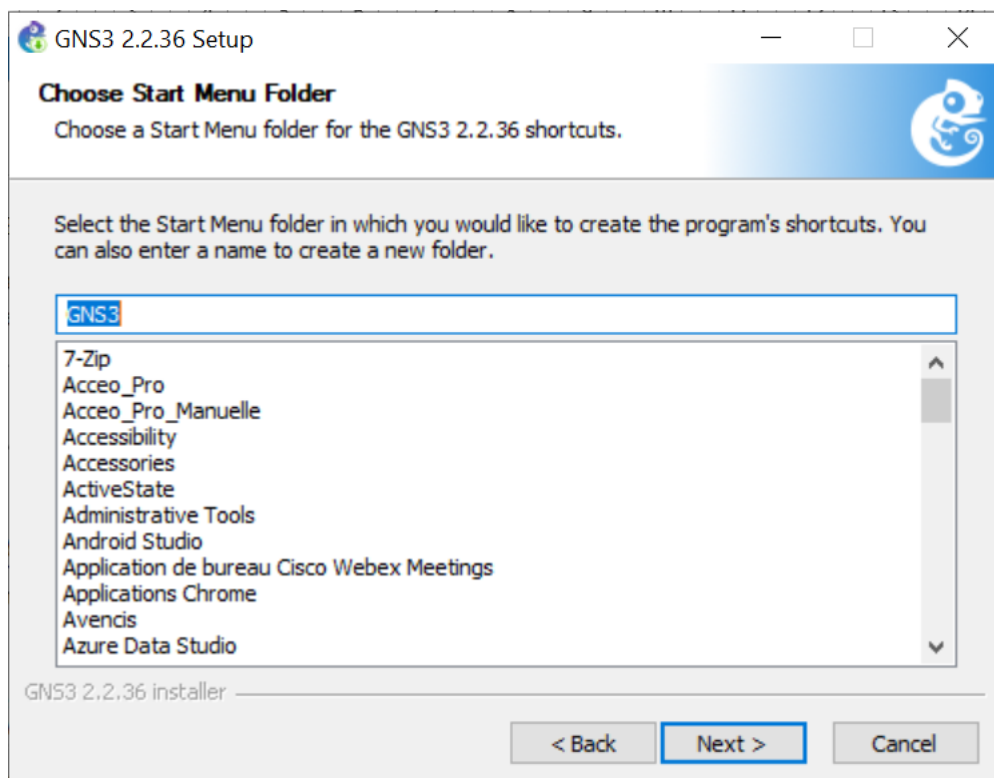 GNS3 2.2.36 Setup
Choose Start Menu Folder
Choose a Start Menu folder for the GNS3 2.2.36 shortcuts.
Select the Start Menu folder in which you would like to create the program's shortcuts. You
can also enter a name to create a new folder.
GNS3
7-Zip
Acceo_Pro
Acceo_Pro_Manuelle
Accessibility
Accessories
ActiveState
Administrative Tools
Android Studio
Application de bureau Cisco Webex Meetings
Applications Chrome
Avencis
Azure Data Studio
GNS3 2.2.36 installer
< Back
Next >
Cancel